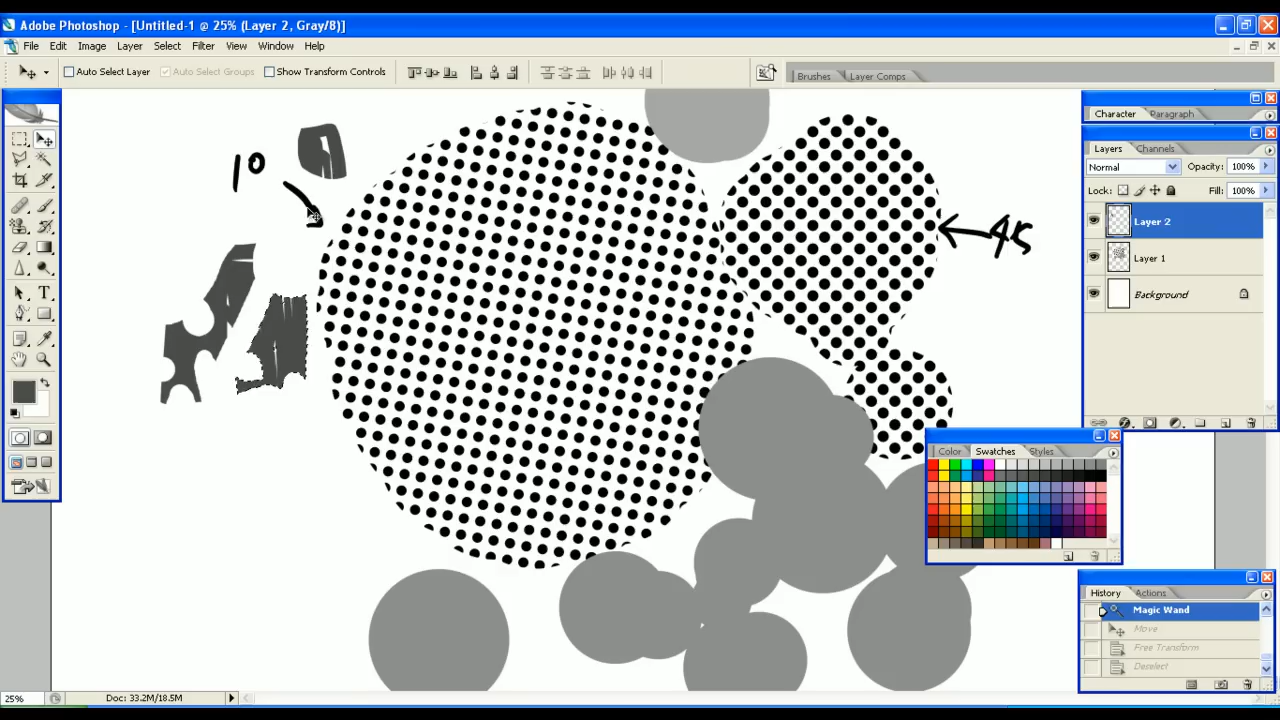 Adobe Photoshop - [Untitled-1 @ 25% (Layer 2, Gray/8)]
File Edit Image Layer Select Filter View Window Help
Auto Select Layer Auto Select Groups Show Transform Controls Brushes Layer Comps
Character Paragraph
Layers Channels
Normal Opacity: 100%
Lock: Fill: 100%
Layer 2
Layer 1
Background
10
45
T
Color Swatches Styles
History Actions
Magic Wand
Move
Free Transform
Deselect
25% Doc: 33.2M/18.5M